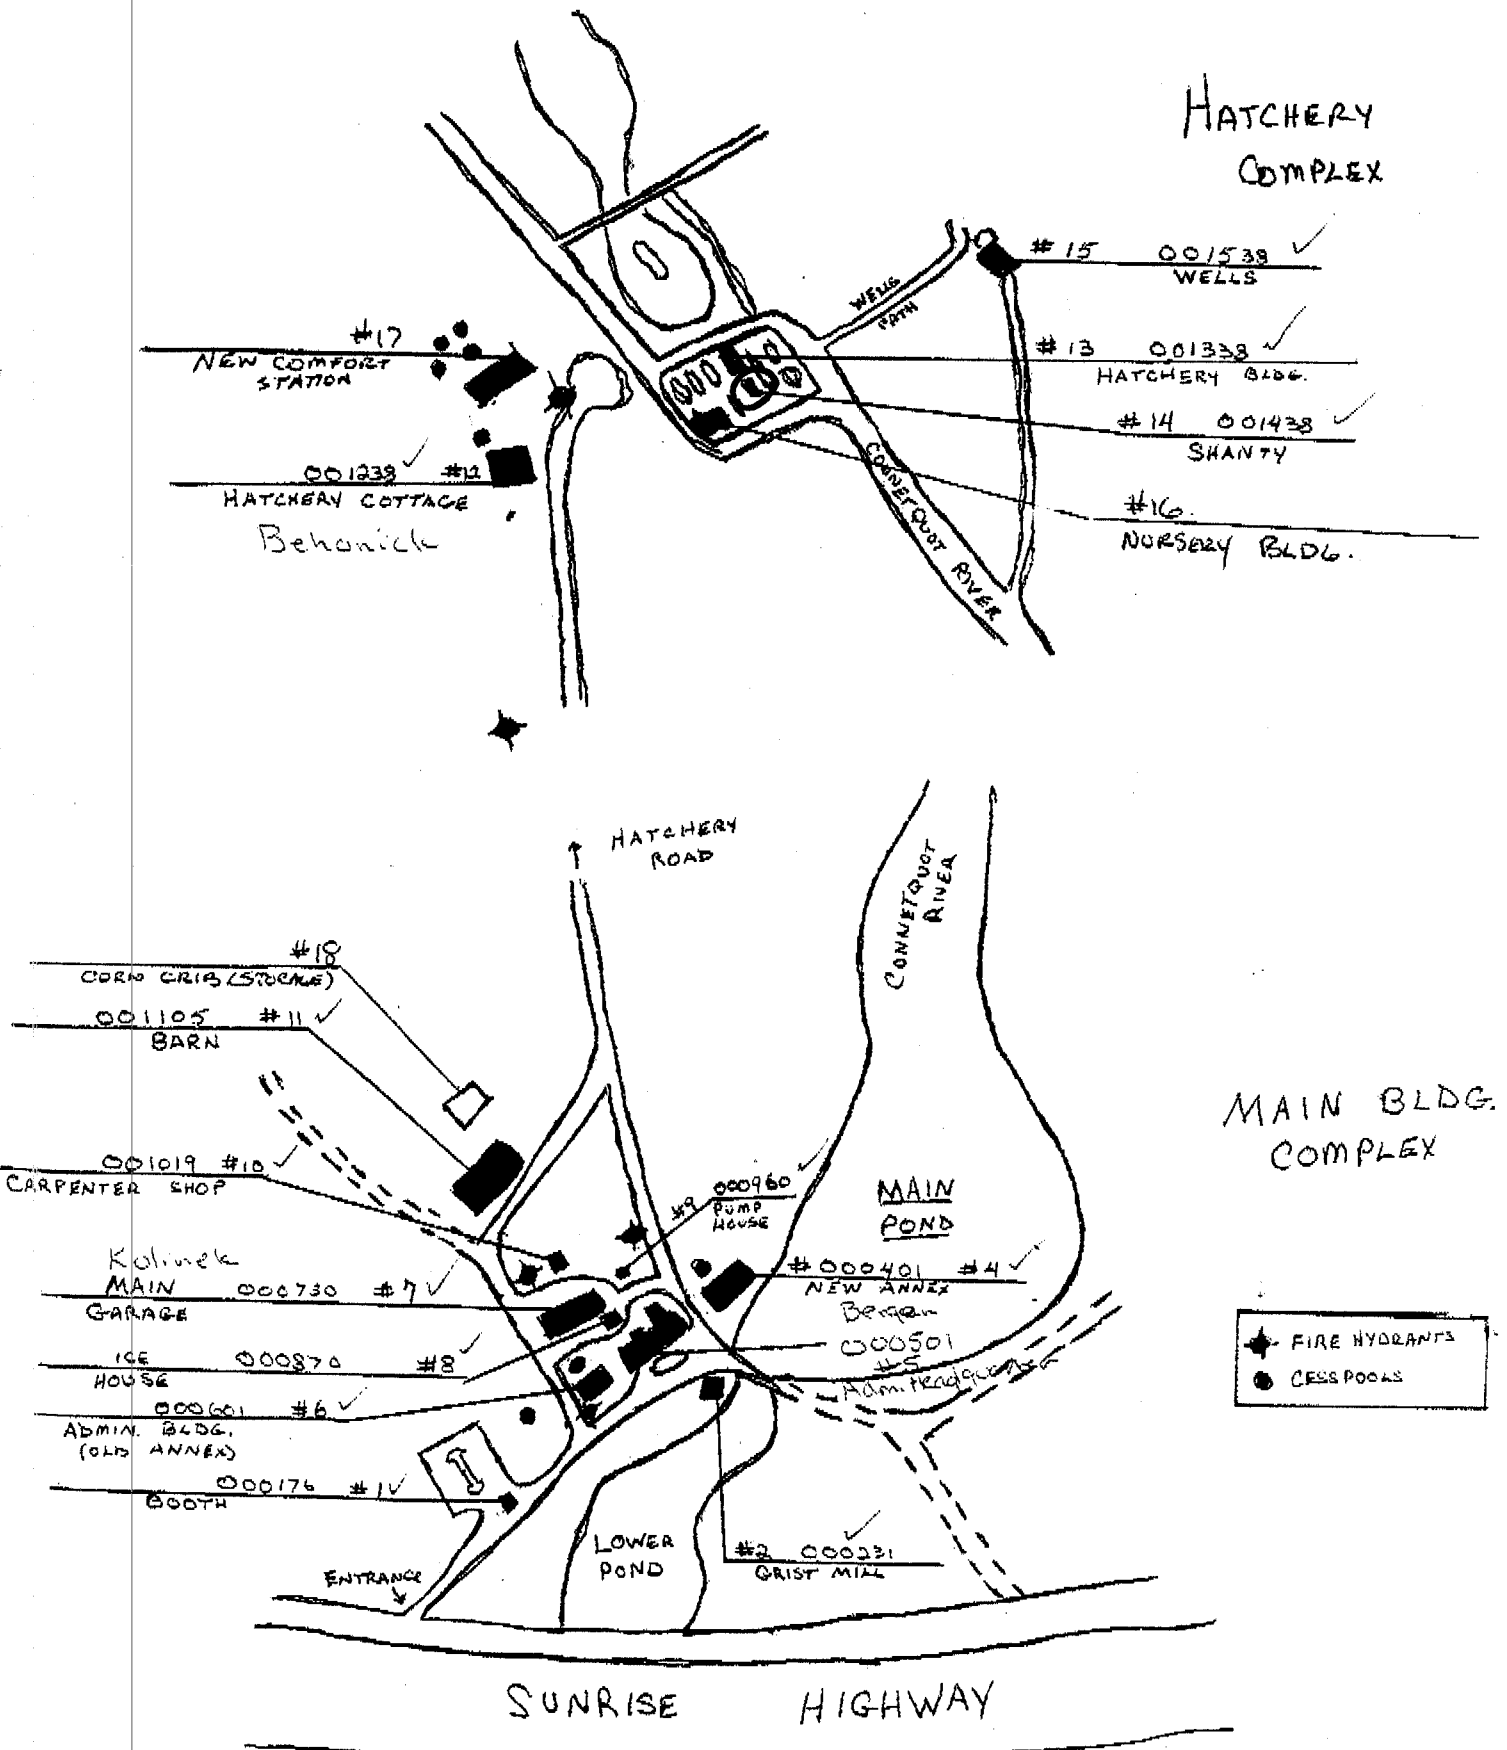 HATCHERY
COMPLEX
#15 001538
WELLS
WELLS
PATH
#17
NEW COMFORT
STATION
#13 001338
HATCHERY BLDG.
#14 001438
SHANTY
001238 #12
HATCHERY COTTAGE
#16.
NURSERY BLDG.
CONNETQUOT RIVER
HATCHERY
ROAD
CONNETQUOT
RIVER
#18
CORN CRIB (STORAGE)
001105 #11
BARN
MAIN BLDG.
COMPLEX
001019 #10
CARPENTER SHOP
#9 000960
PUMP
HOUSE
MAIN
POND
Kolinek
MAIN 000730 #7
GARAGE
#000401 #4
NEW ANNEX
Bergen
000501
#5
ICE 000870 #8
HOUSE
000601 #6
ADMIN. BLDG.
(OLD ANNEX)
000176 #1
BOOTH
FIRE HYDRANTS
CESSPOOLS
LOWER
POND
#2 000231
GRIST MILL
ENTRANCE
SUNRISE HIGHWAY